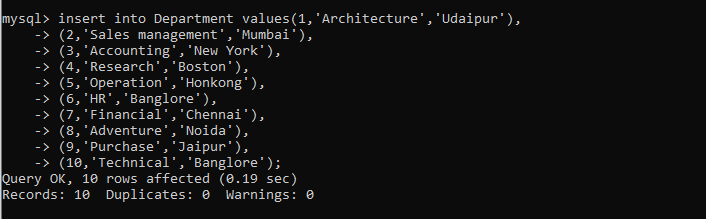 mysql> insert into Department values(1,'Architecture','Udaipur'),
    -> (2,'Sales management','Mumbai'),
    -> (3,'Accounting','New York'),
    -> (4,'Research','Boston'),
    -> (5,'Operation','Honkong'),
    -> (6,'HR','Banglore'),
    -> (7,'Financial','Chennai'),
    -> (8,'Adventure','Noida'),
    -> (9,'Purchase','Jaipur'),
    -> (10,'Technical','Banglore');
Query OK, 10 rows affected (0.19 sec)
Records: 10  Duplicates: 0  Warnings: 0